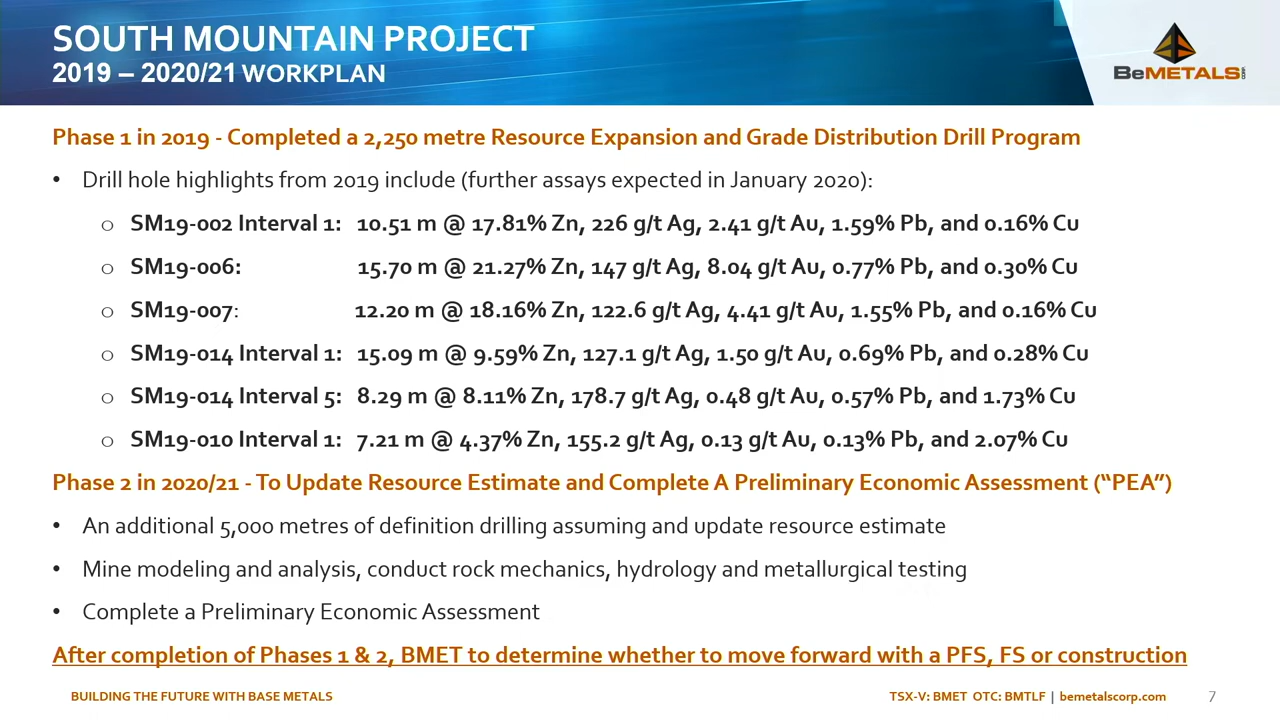 SOUTH MOUNTAIN PROJECT
2019 – 2020/21 WORKPLAN
BeMETALS CORP
Phase 1 in 2019 - Completed a 2,250 metre Resource Expansion and Grade Distribution Drill Program
• Drill hole highlights from 2019 include (further assays expected in January 2020):
o SM19-002 Interval 1: 10.51 m @ 17.81% Zn, 226 g/t Ag, 2.41 g/t Au, 1.59% Pb, and 0.16% Cu
o SM19-006: 15.70 m @ 21.27% Zn, 147 g/t Ag, 8.04 g/t Au, 0.77% Pb, and 0.30% Cu
o SM19-007: 12.20 m @ 18.16% Zn, 122.6 g/t Ag, 4.41 g/t Au, 1.55% Pb, and 0.16% Cu
o SM19-014 Interval 1: 15.09 m @ 9.59% Zn, 127.1 g/t Ag, 1.50 g/t Au, 0.69% Pb, and 0.28% Cu
o SM19-014 Interval 5: 8.29 m @ 8.11% Zn, 178.7 g/t Ag, 0.48 g/t Au, 0.57% Pb, and 1.73% Cu
o SM19-010 Interval 1: 7.21 m @ 4.37% Zn, 155.2 g/t Ag, 0.13 g/t Au, 0.13% Pb, and 2.07% Cu
Phase 2 in 2020/21 - To Update Resource Estimate and Complete A Preliminary Economic Assessment (“PEA”)
• An additional 5,000 metres of definition drilling assuming and update resource estimate
• Mine modeling and analysis, conduct rock mechanics, hydrology and metallurgical testing
• Complete a Preliminary Economic Assessment
After completion of Phases 1 & 2, BMET to determine whether to move forward with a PFS, FS or construction
BUILDING THE FUTURE WITH BASE METALS
TSX-V: BMET OTC: BMTLF | bemetalscorp.com
7